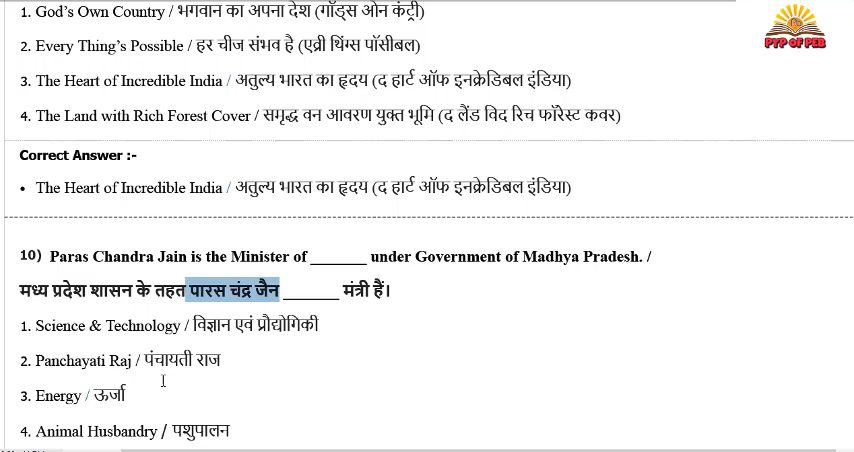 1. God's Own Country / भगवान का अपना देश (गॉड्स ओन कंट्री)
PYP OF PEB
2. Every Thing's Possible / हर चीज संभव है (एव्री थिंग्स पॉसीबल)
3. The Heart of Incredible India / अतुल्य भारत का हृदय (द हार्ट ऑफ इनक्रेडिबल इंडिया)
4. The Land with Rich Forest Cover / समृद्ध वन आवरण युक्त भूमि (द लैंड विद रिच फॉरेस्ट कवर)
Correct Answer :-
• The Heart of Incredible India / अतुल्य भारत का हृदय (द हार्ट ऑफ इनक्रेडिबल इंडिया)
10) Paras Chandra Jain is the Minister of _______ under Government of Madhya Pradesh. /
मध्य प्रदेश शासन के तहत पारस चंद्र जैन _______ मंत्री हैं।
1. Science & Technology / विज्ञान एवं प्रौद्योगिकी
2. Panchayati Raj / पंचायती राज
3. Energy / ऊर्जा
4. Animal Husbandry / पशुपालन